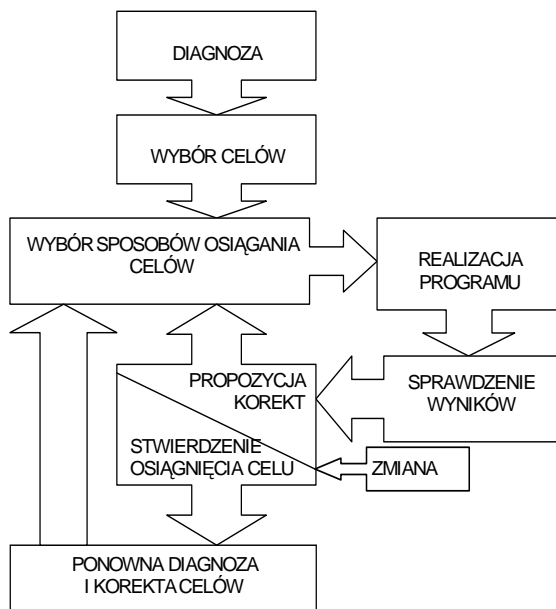 DIAGNOZA
WYBÓR CELÓW
WYBÓR SPOSOBÓW OSIĄGANIA
CELÓW
REALIZACJA
PROGRAMU
SPRAWDZENIE
WYNIKÓW
PROPOZYCJA
KOREKT
STWIERDZENIE
OSIĄGNIĘCIA CELU
ZMIANA
PONOWNA DIAGNOZA
I KOREKTA CELÓW